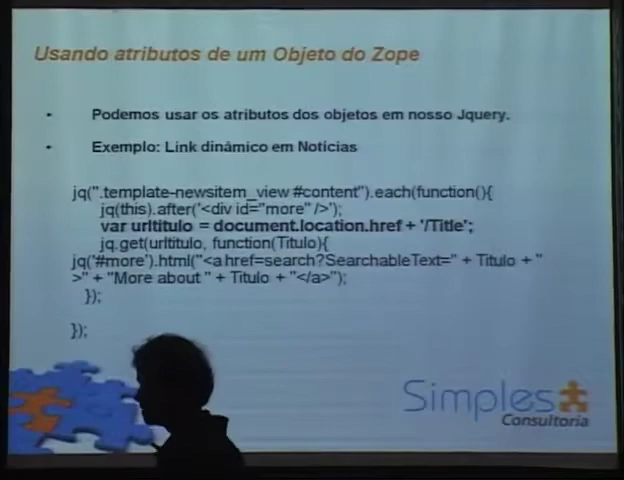 Usando atributos de um Objeto do Zope
• Podemos usar os atributos dos objetos em nosso Jquery.
• Exemplo: Link dinâmico em Notícias
jq(".template-newsitem_view #content").each(function(){
jq(this).after('<div id="more" />');
var urltitulo = document.location.href + '/Title';
jq.get(urltitulo, function(Titulo){
jq('#more').html("<a href=search?SearchableText=" + Titulo + "
>" + "More about " + Titulo + "</a>");
});
});
Simples
Consultoria